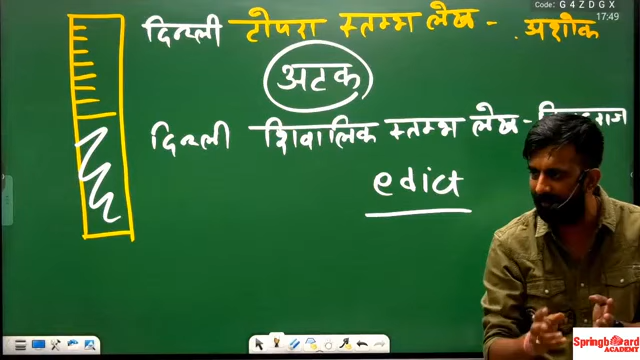 Code: G4ZDGX
17:49
दिल्ली टोपरा स्तम्भ लेख - अशोक
अटक
दिल्ली शिवालिक स्तम्भ लेख -
edict
Springboard
ACADEMY